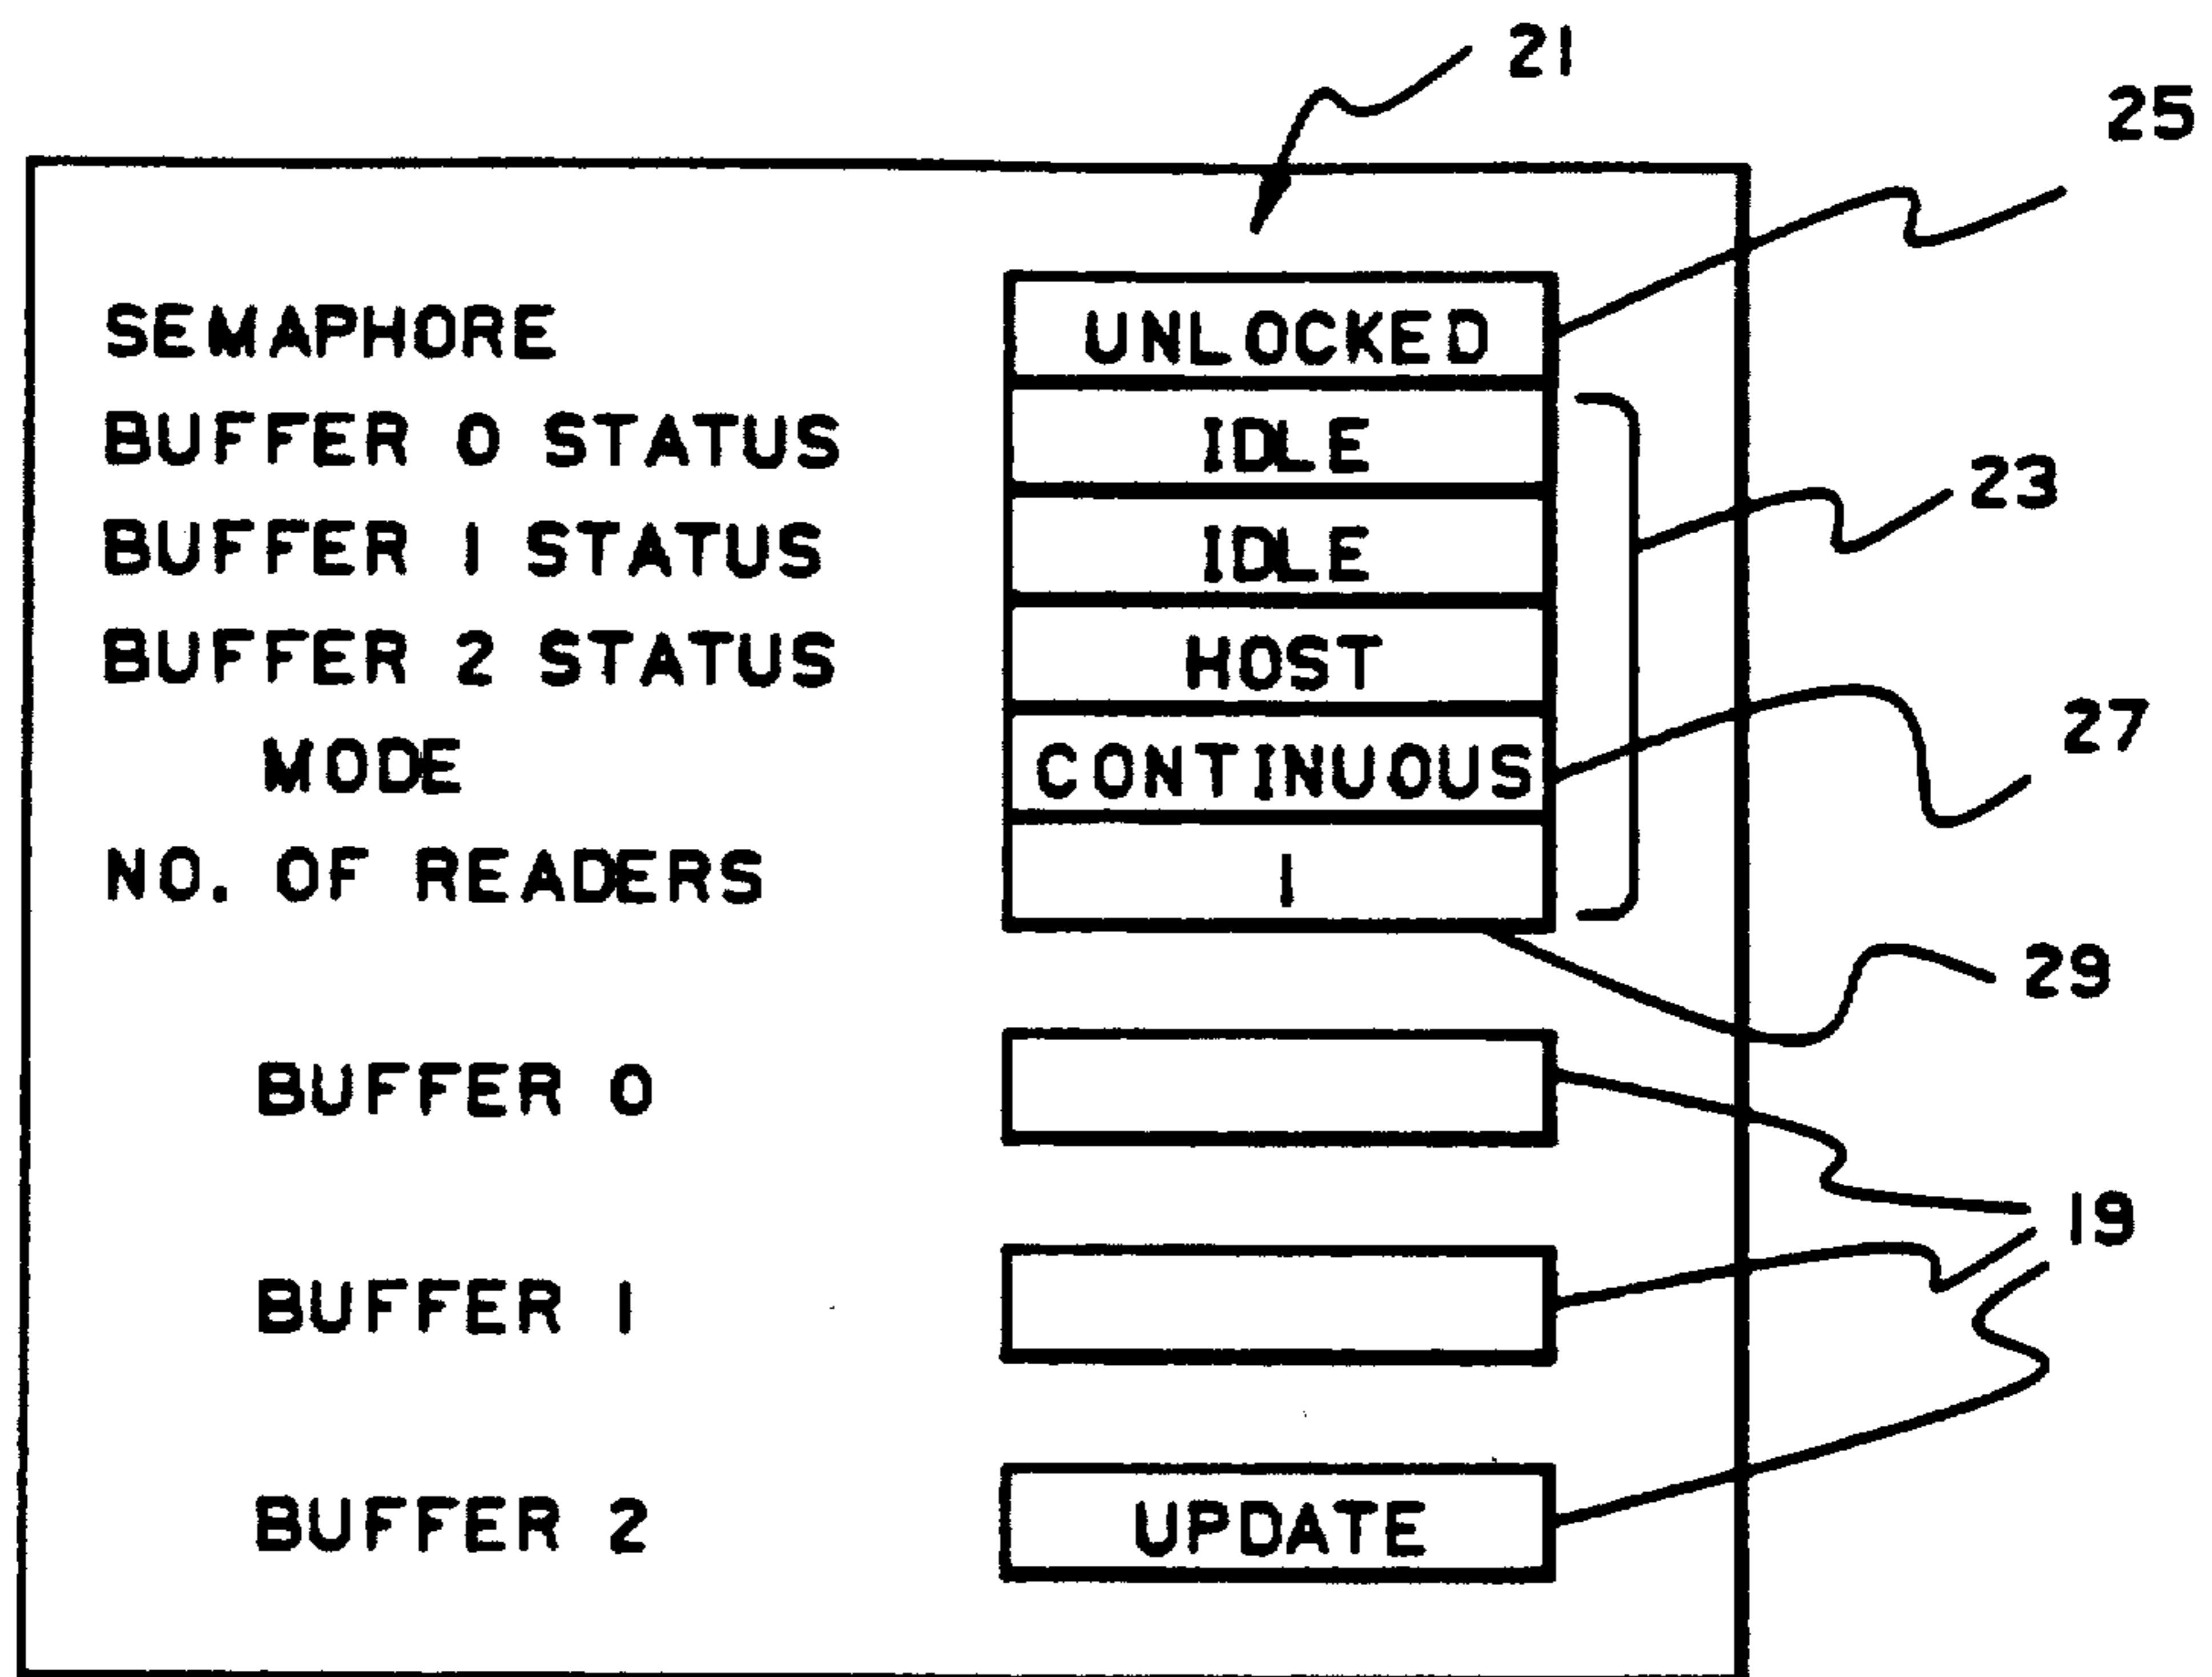 21
25
SEMAPHORE UNLOCKED
BUFFER 0 STATUS IDLE
23
BUFFER 1 STATUS IDLE
BUFFER 2 STATUS HOST
27
MODE CONTINUOUS
NO. OF READERS 1
29
BUFFER 0
19
BUFFER 1
BUFFER 2 UPDATE